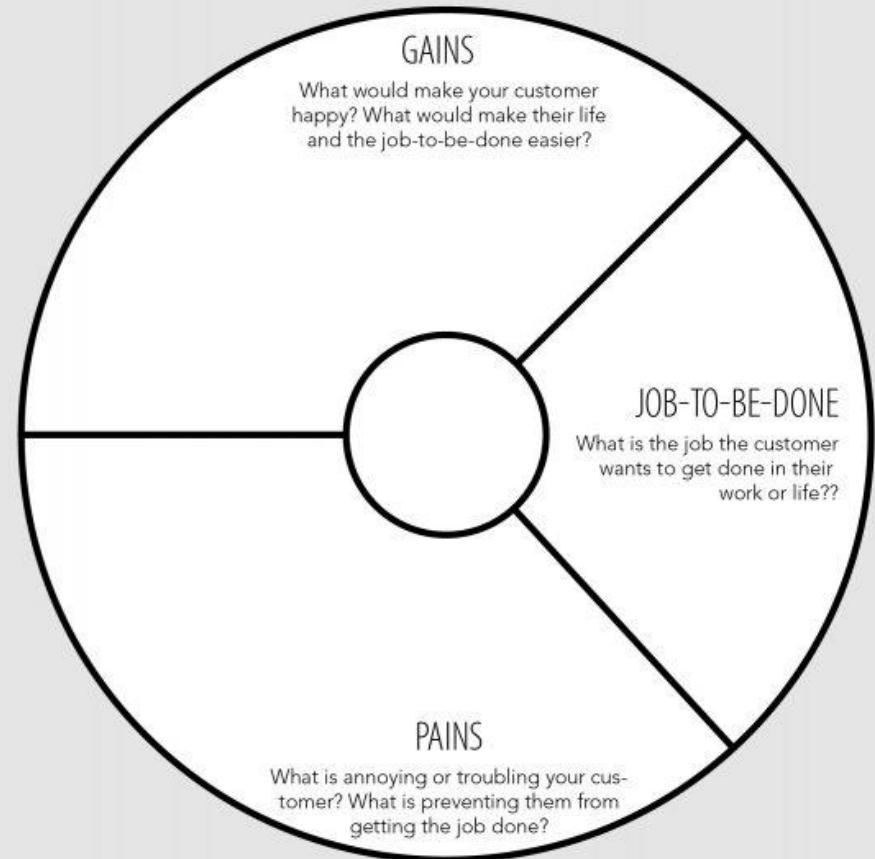 GAINS
What would make your customer
happy? What would make their life
and the job-to-be-done easier?
JOB-TO-BE-DONE
What is the job the customer
wants to get done in their
work or life??
PAINS
What is annoying or troubling your cus-
tomer? What is preventing them from
getting the job done?